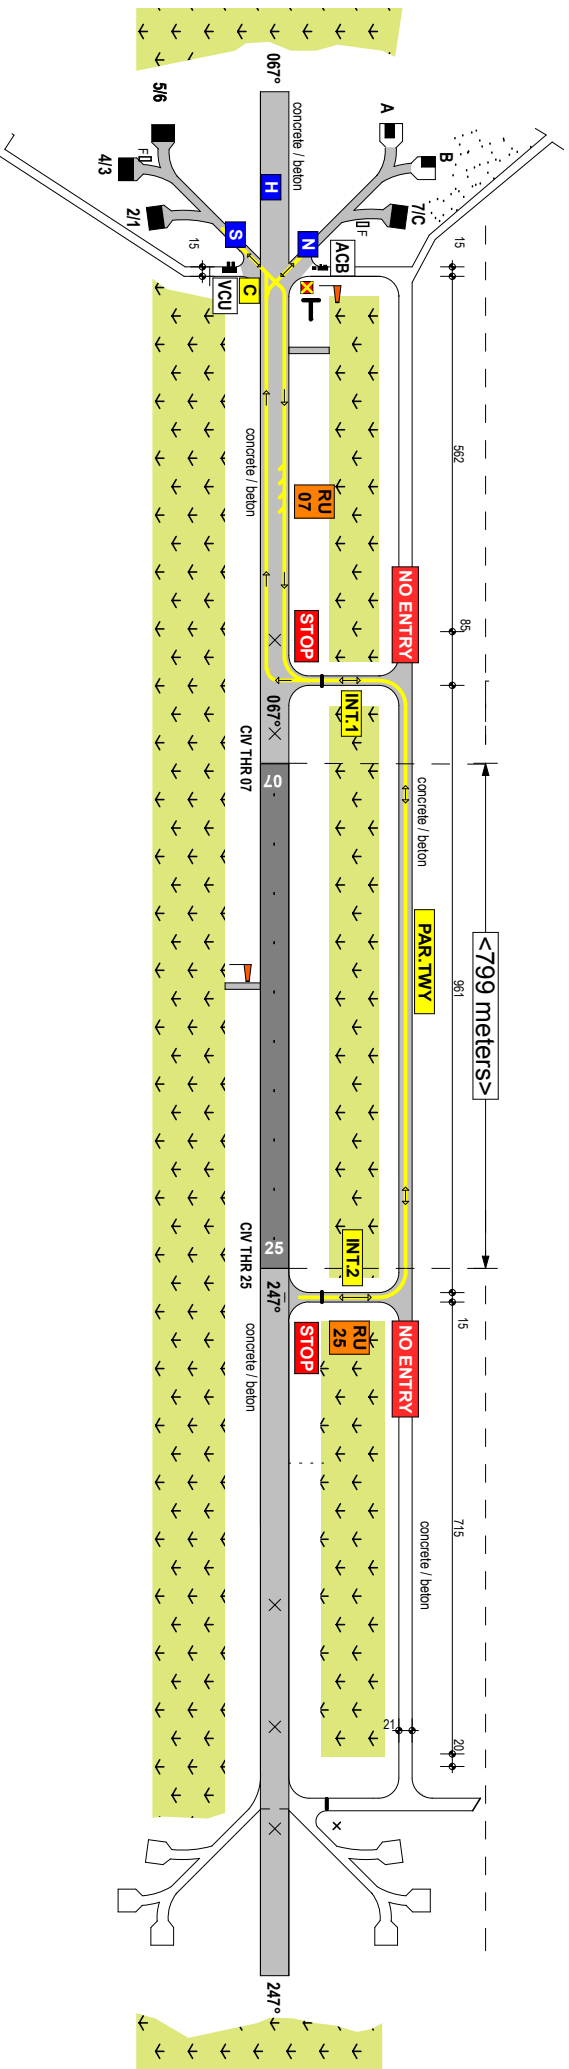 067°
concrete / beton
5/6
F
4/3
2/1
A
B
7/C
F
H
S
N
ACB
VCU
C
15
15
562
concrete / beton
RU
07
85
NO ENTRY
STOP
INT.1
067°
CIV THR 07
07
concrete / beton
PAR.TWY
961
<799 meters>
CIV THR 25
25
INT.2
247°
concrete / beton
STOP
RU
25
NO ENTRY
15
concrete / beton
715
21
20
247°